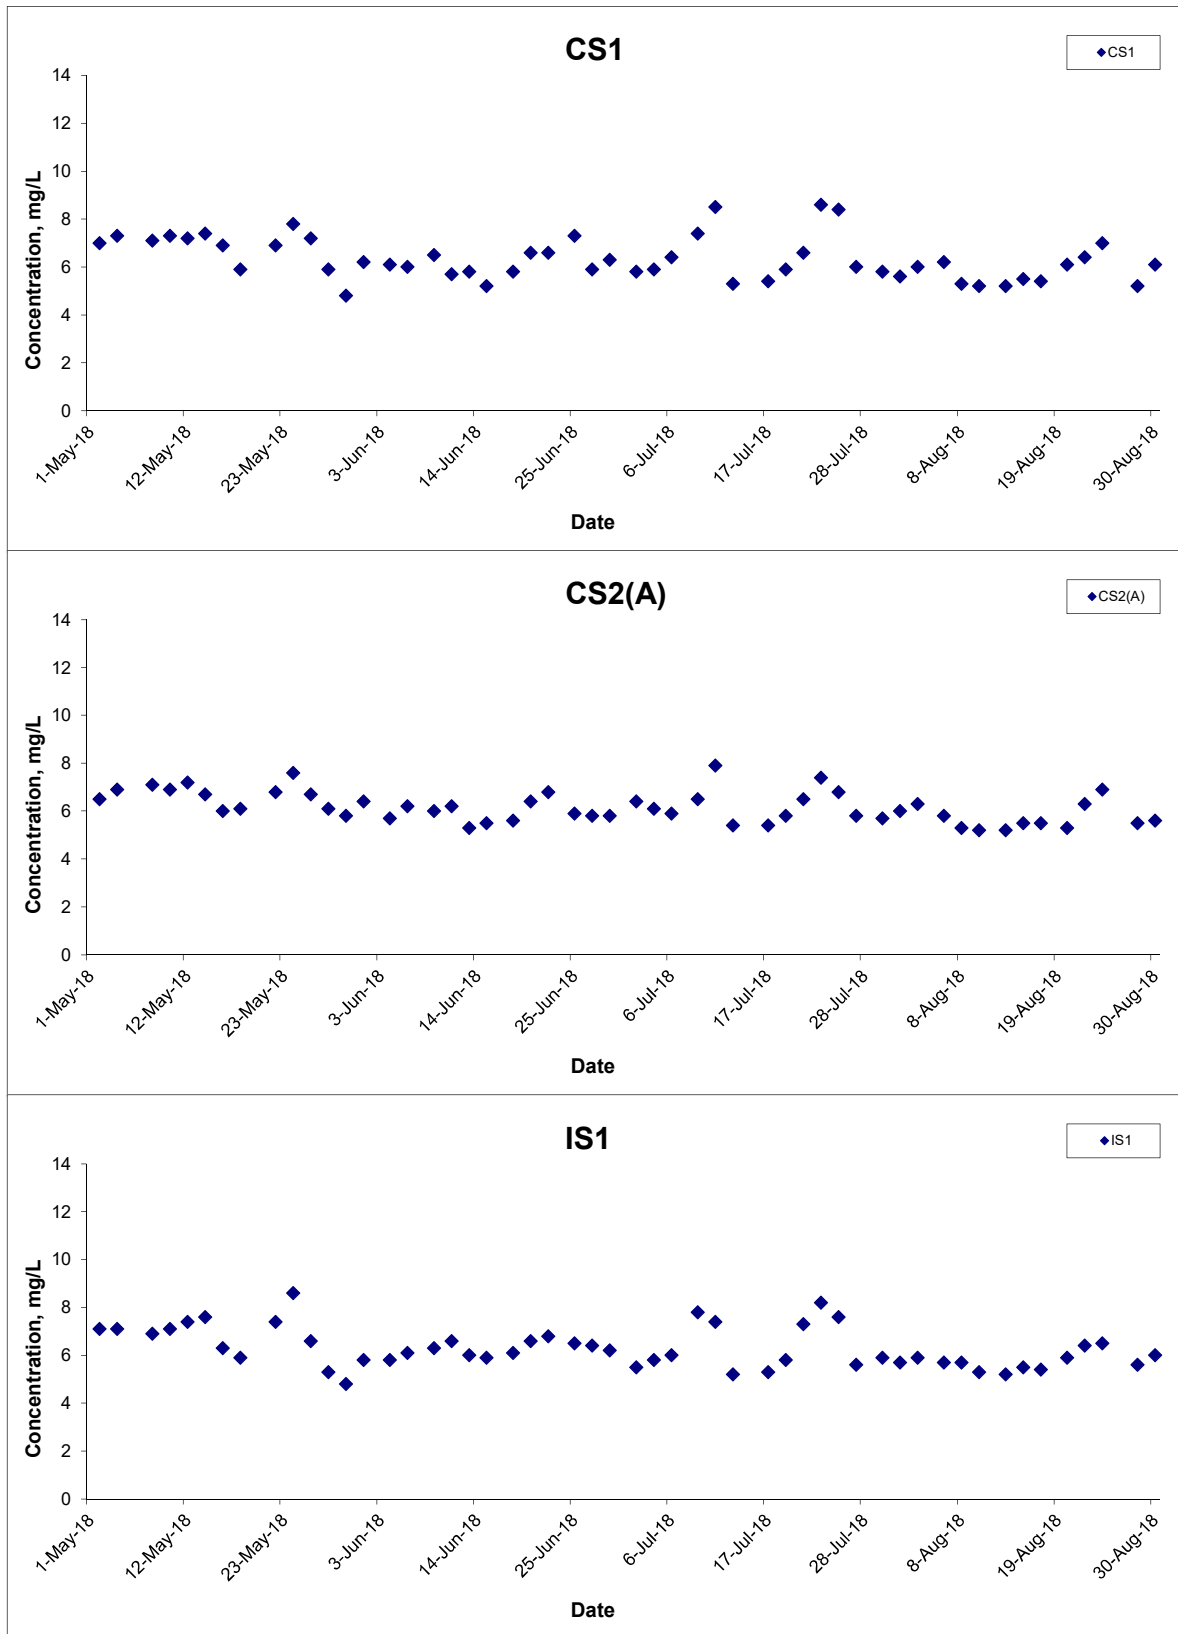 CS1
CS1
Concentration, mg/L
14
12
10
8
6
4
2
0
1-May-18
12-May-18
23-May-18
3-Jun-18
14-Jun-18
25-Jun-18
6-Jul-18
17-Jul-18
28-Jul-18
8-Aug-18
19-Aug-18
30-Aug-18
Date
CS2(A)
CS2(A)
Concentration, mg/L
14
12
10
8
6
4
2
0
1-May-18
12-May-18
23-May-18
3-Jun-18
14-Jun-18
25-Jun-18
6-Jul-18
17-Jul-18
28-Jul-18
8-Aug-18
19-Aug-18
30-Aug-18
Date
IS1
IS1
Concentration, mg/L
14
12
10
8
6
4
2
0
1-May-18
12-May-18
23-May-18
3-Jun-18
14-Jun-18
25-Jun-18
6-Jul-18
17-Jul-18
28-Jul-18
8-Aug-18
19-Aug-18
30-Aug-18
Date